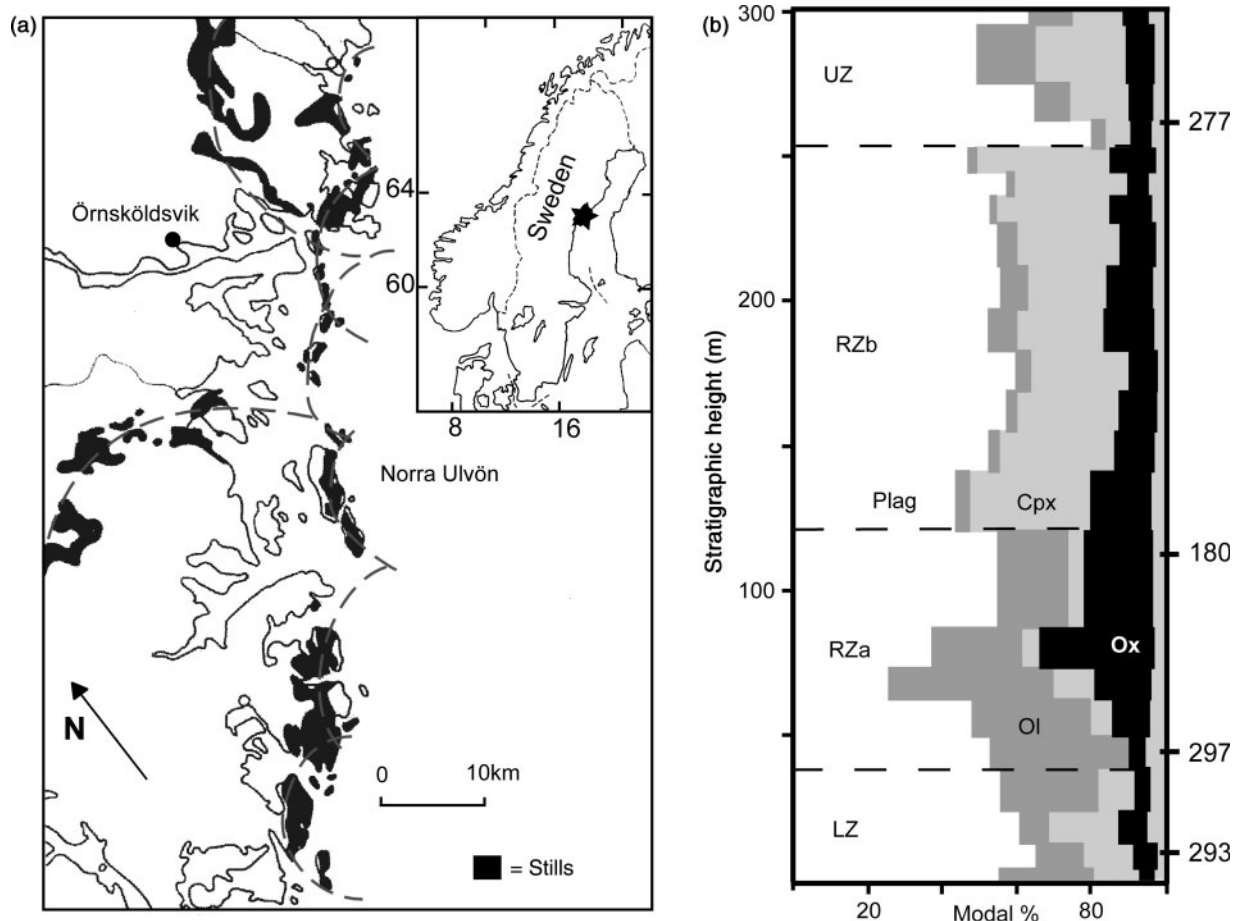 (a)
Örnsköldsvik
Norra Ulvön
N
0 10km
= Stills
Sweden
64
60
8 16
(b)
300
200
100
Stratigraphic height (m)
UZ
RZb
Plag Cpx
RZa
Ox
Ol
LZ
277
180
297
293
20 Modal % 80